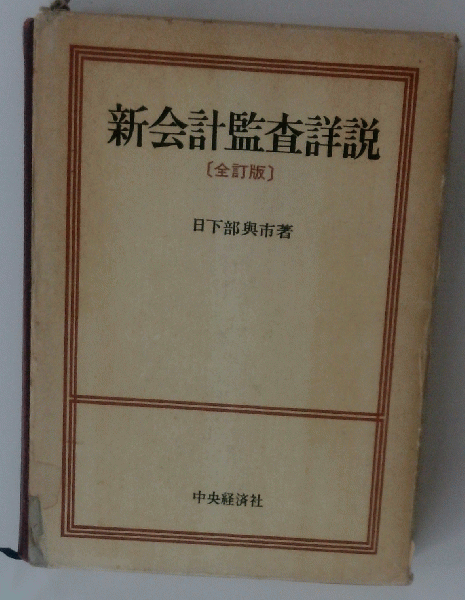 新会計監査詳説
〔全訂版〕
日下部與市著
中央経済社